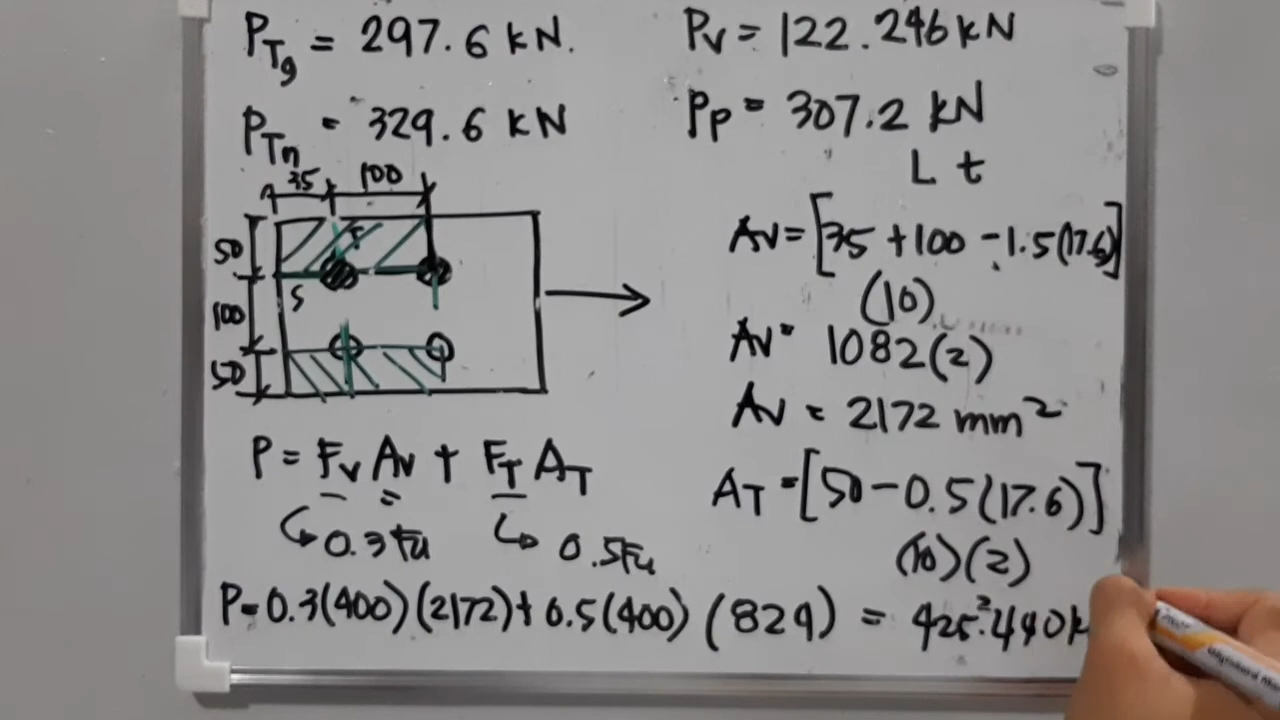 P_Tg = 297.6 kN.
P_Tn = 329.6 kN
35 100
50
100
50
T
S
P = Fv Av + FT AT
↳ 0.3Fu ↳ 0.5Fu
Pv = 122.246 kN
Pp = 307.2 kN
L t
Av = [35 + 100 - 1.5(17.6)]
(10)
Av = 1082(2)
Av = 2172 mm²
AT = [50 - 0.5(17.6)]
(10)(2)
P = 0.3(400)(2172) + 0.5(400)(824) = 425.440k